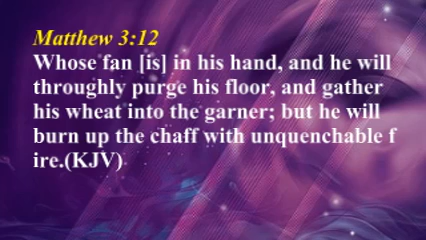 Matthew 3:12
Whose fan [is] in his hand, and he will
throughly purge his floor, and gather
his wheat into the garner; but he will
burn up the chaff with unquenchable f
ire.(KJV)